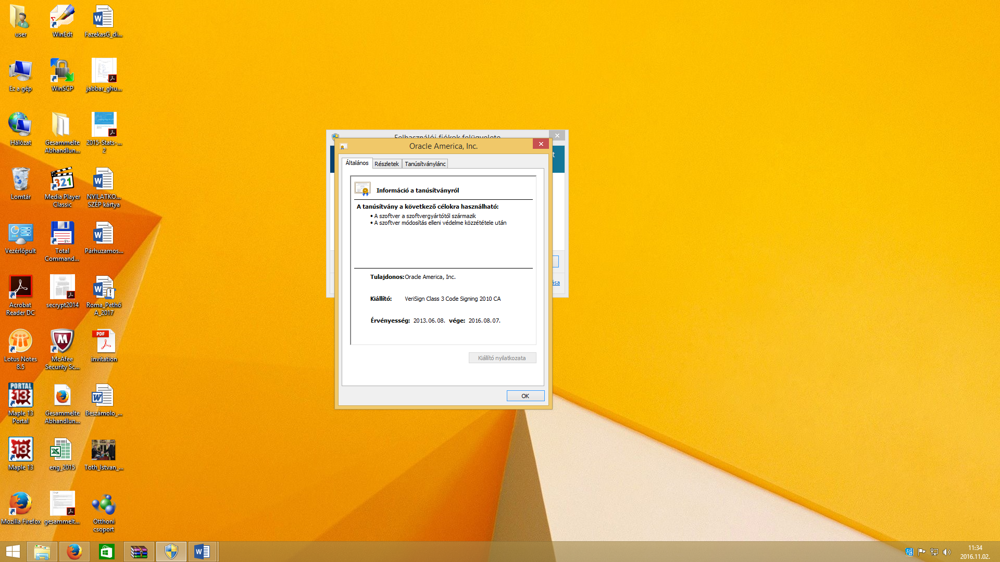 user
WinEdt
FazekasG_di...
Ez a gép
WinSCP
jabbar_ghu...
Hálózat
Gesammelte
Abhandlun...
2015-Stats-...
2
Lomtár
Media Player
Classic
NYILATKO...
SZÉP kártya
Vezérlőpult
Total
Command...
Párhuzamos...
Acrobat
Reader DC
secrypt2014
Roma_Pethő
A_2017
Lotus Notes
8.5
McAfee
Security Sc...
PDF
invitation
PORTAL
13
Maple 13
Portal
Gesammelte
Abhandlun...
Beszamolo_...
13
Maple 13
eng_2015
Toth_Istvan_...
Mozilla Firefox
gesammelt...
Otthoni
csoport
Felhasználói fiókok felügyelete
Oracle America, Inc.
Általános
Részletek
Tanúsítványlánc
Információ a tanúsítványról
A tanúsítvány a következő célokra használható:
• A szoftver a szoftvergyártótól származik
• A szoftver módosítás elleni védelme közzététele után
Tulajdonos: Oracle America, Inc.
Kiállító: VeriSign Class 3 Code Signing 2010 CA
Érvényesség: 2013.06.08. vége: 2016.08.07.
Kiállító nyilatkozata
OK
11:34
2016.11.02.